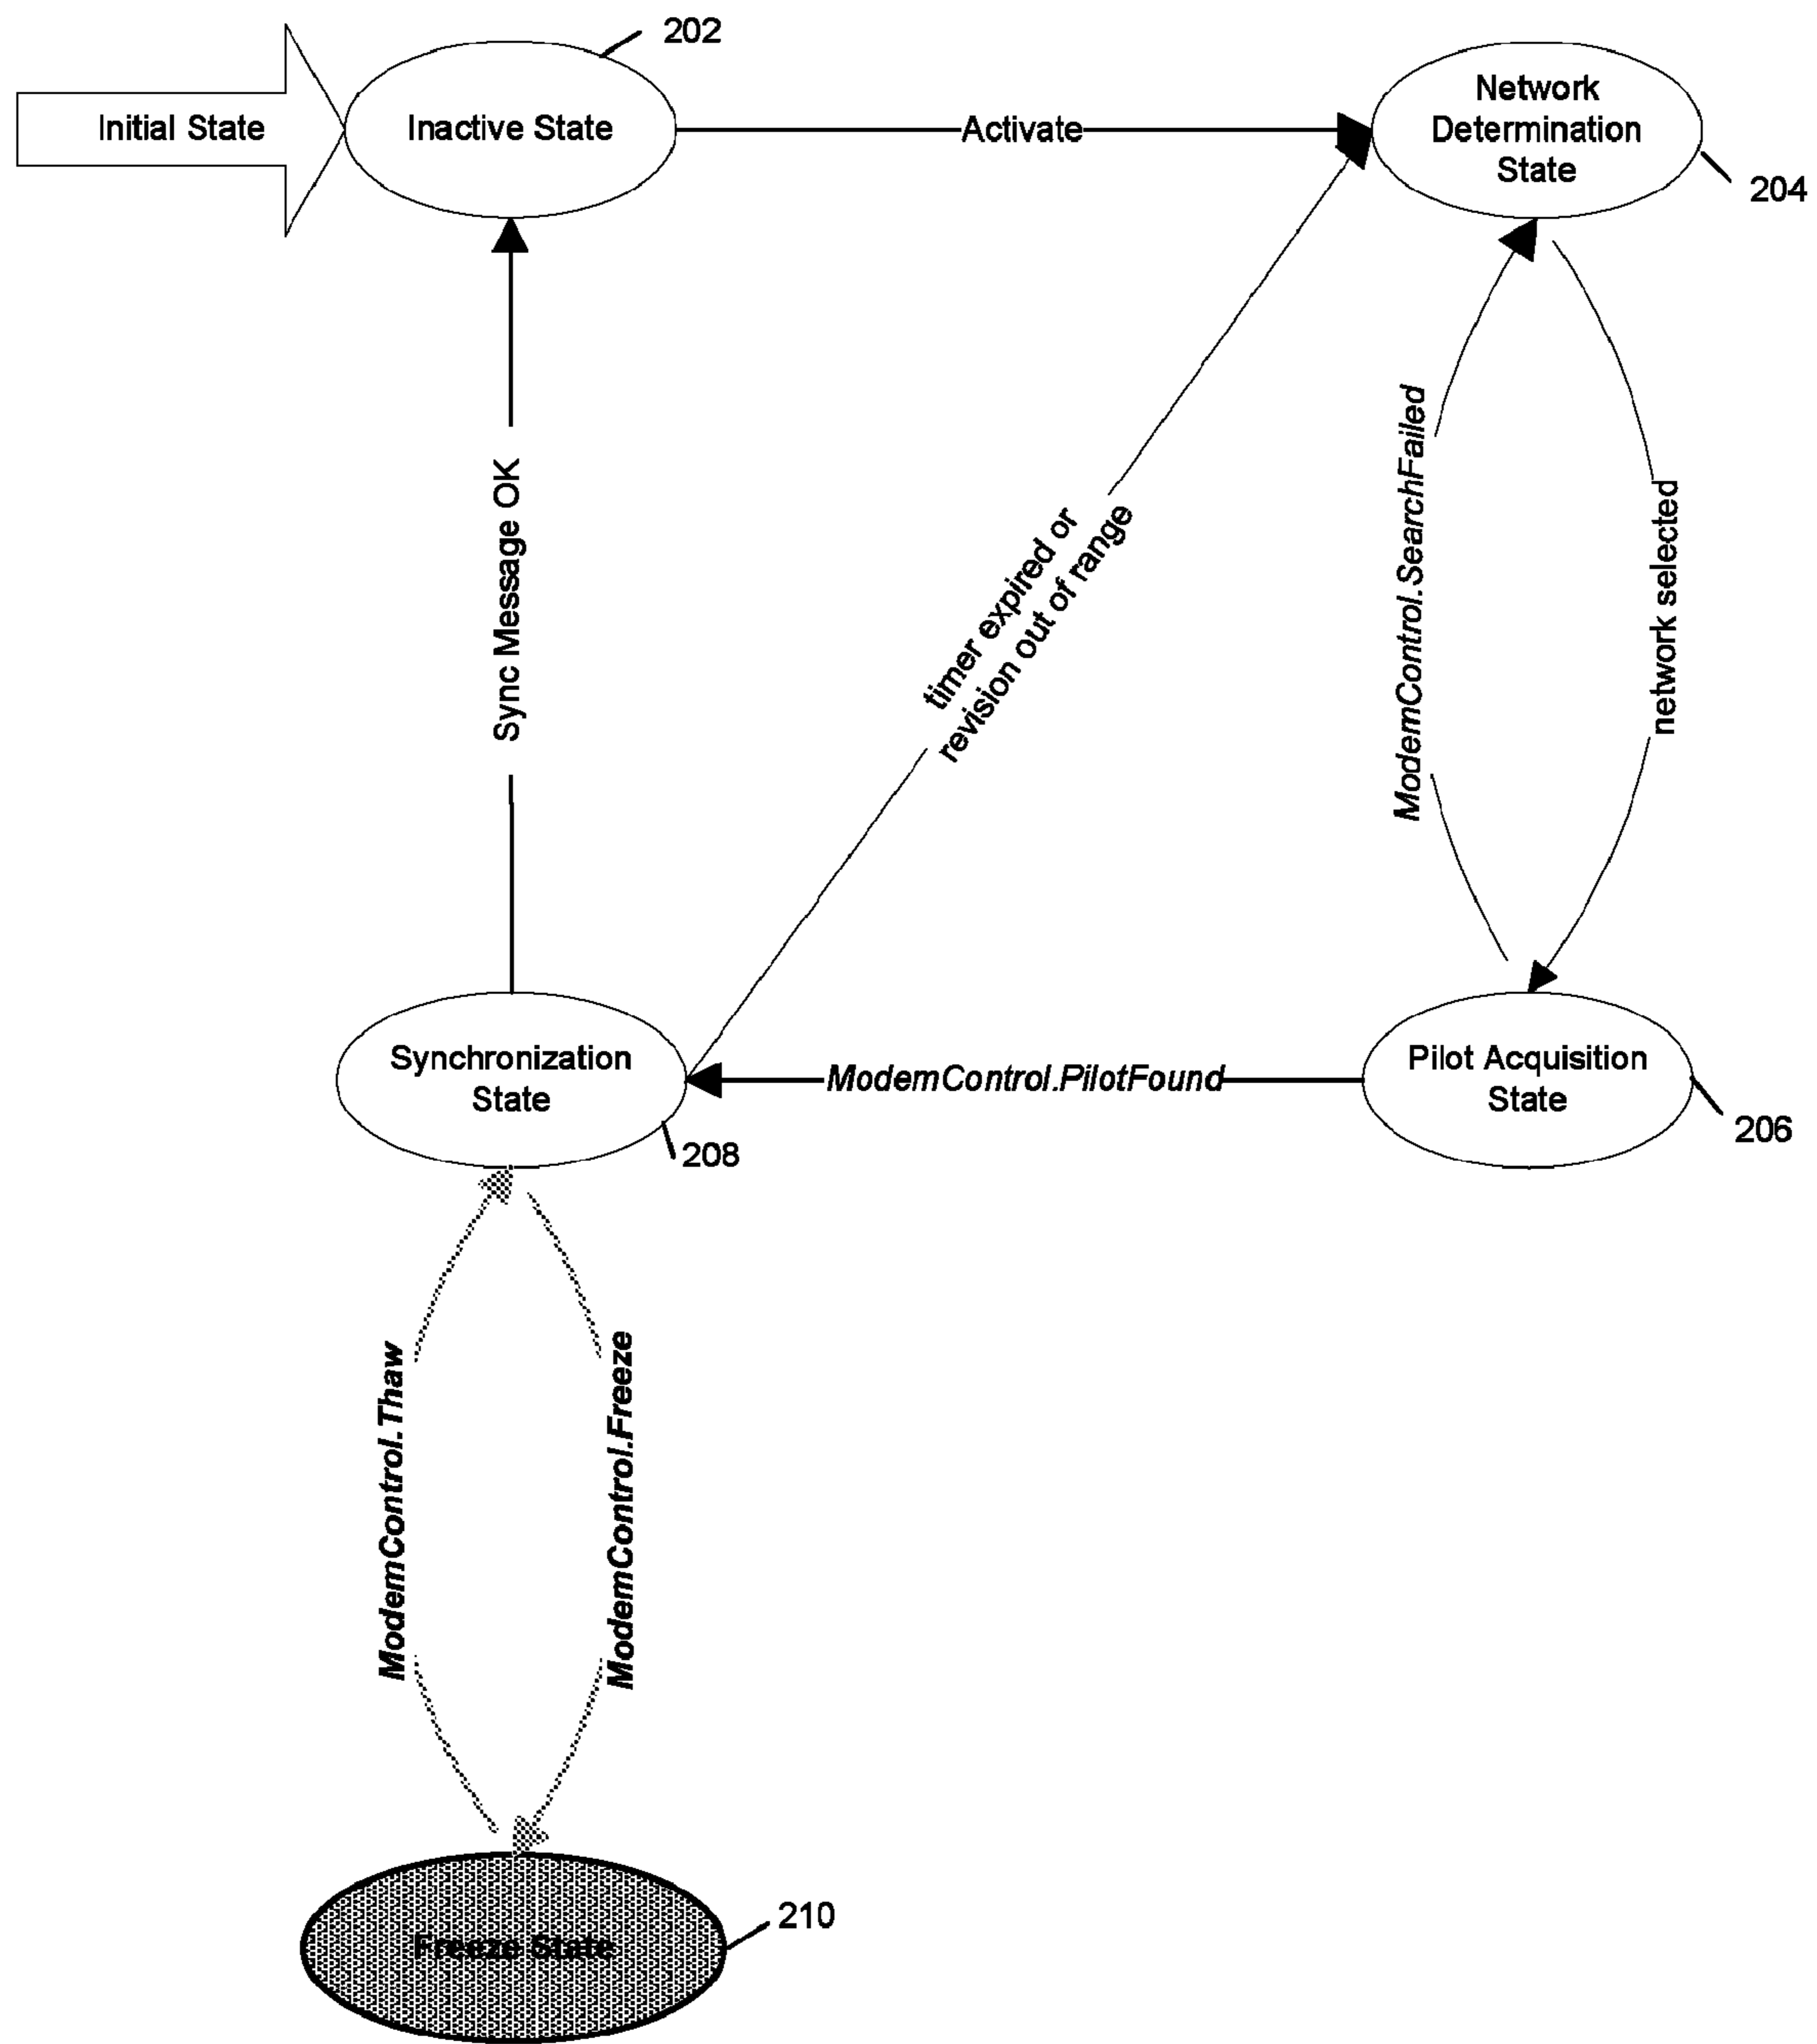 202
Initial State
Inactive State
Activate
Network
Determination
State
204
Sync Message OK
timer expired or
revision out of range
ModemControl.SearchFailed
network selected
Synchronization
State
208
ModemControl.PilotFound
Pilot Acquisition
State
206
ModemControl.Thaw
ModemControl.Freeze
Freeze State
210